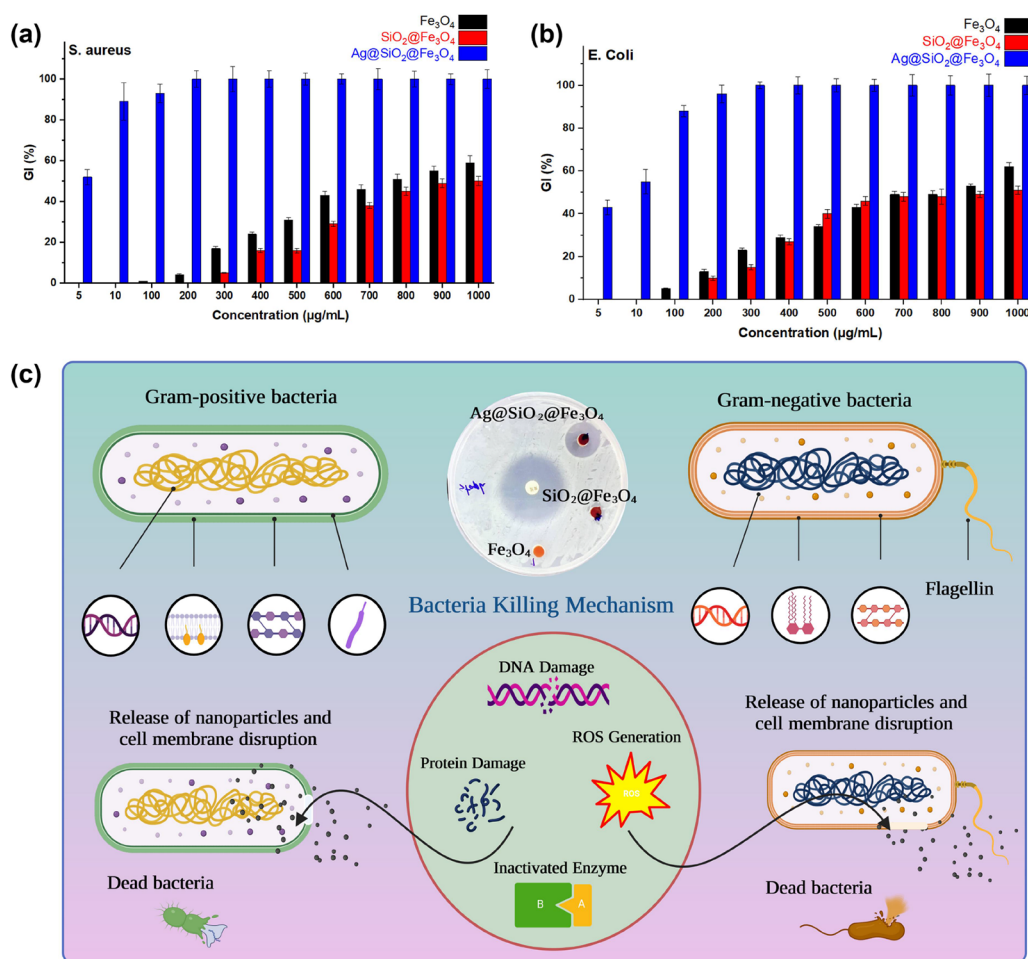 (a)
S. aureus
Fe₃O₄
SiO₂@Fe₃O₄
Ag@SiO₂@Fe₃O₄
GI (%)
100
80
60
40
20
0
5 10 100 200 300 400 500 600 700 800 900 1000
Concentration (µg/mL)
(b)
E. Coli
Fe₃O₄
SiO₂@Fe₃O₄
Ag@SiO₂@Fe₃O₄
GI (%)
100
80
60
40
20
0
5 10 100 200 300 400 500 600 700 800 900 1000
Concentration (µg/mL)
(c)
Gram-positive bacteria
Ag@SiO₂@Fe₃O₄
SiO₂@Fe₃O₄
Fe₃O₄
Gram-negative bacteria
Flagellin
Bacteria Killing Mechanism
DNA Damage
ROS Generation
ROS
Protein Damage
Inactivated Enzyme
B A
Release of nanoparticles and
cell membrane disruption
Dead bacteria
Release of nanoparticles and
cell membrane disruption
Dead bacteria